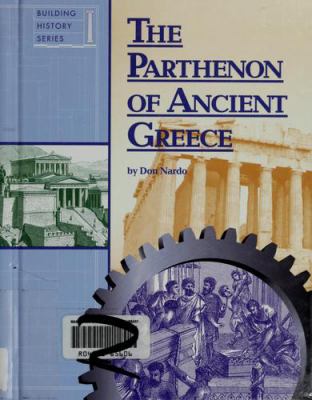 BUILDING
HISTORY
SERIES
THE
PARTHENON
OF ANCIENT
GREECE
by Don Nardo